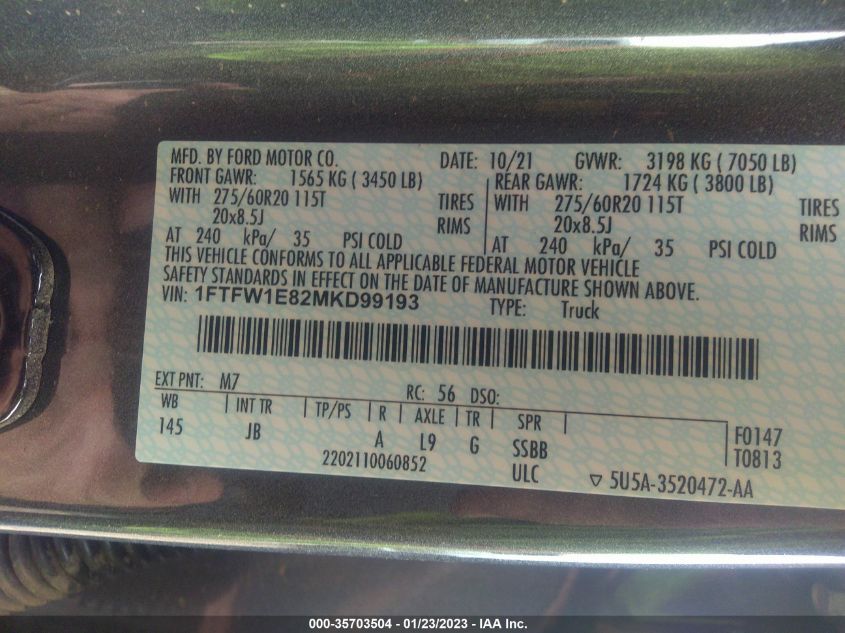 MFD. BY FORD MOTOR CO. DATE: 10/21 GVWR: 3198 KG ( 7050 LB)
FRONT GAWR: 1565 KG ( 3450 LB) REAR GAWR: 1724 KG ( 3800 LB)
WITH 275/60R20 115T TIRES WITH 275/60R20 115T TIRES
20x8.5J RIMS 20x8.5J RIMS
AT 240 kPa/ 35 PSI COLD AT 240 kPa/ 35 PSI COLD
THIS VEHICLE CONFORMS TO ALL APPLICABLE FEDERAL MOTOR VEHICLE
SAFETY STANDARDS IN EFFECT ON THE DATE OF MANUFACTURE SHOWN ABOVE.
VIN: 1FTFW1E82MKD99193 TYPE: Truck
EXT PNT: M7 RC: 56 DSO:
WB INT TR TP/PS R AXLE TR SPR F0147
145 JB A L9 G SSBB T0813
2202110060852 ULC ▽ 5U5A-3520472-AA
000-35703504 - 01/23/2023 - IAA Inc.